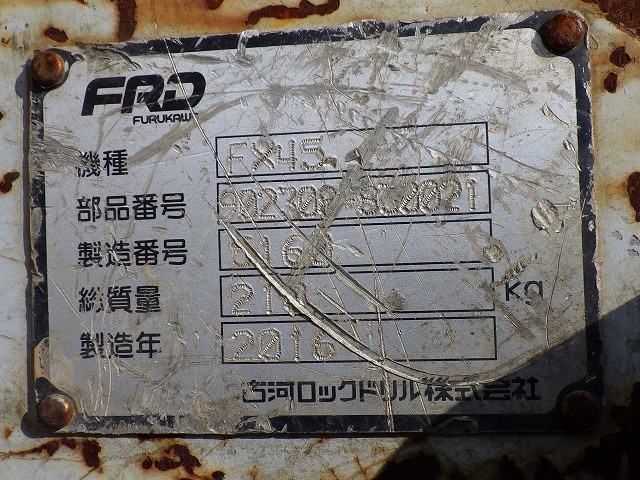 FRD
FURUKAWA
機種 FX45
部品番号
製造番号
総質量 kg
製造年 2016
古河ロックドリル株式会社